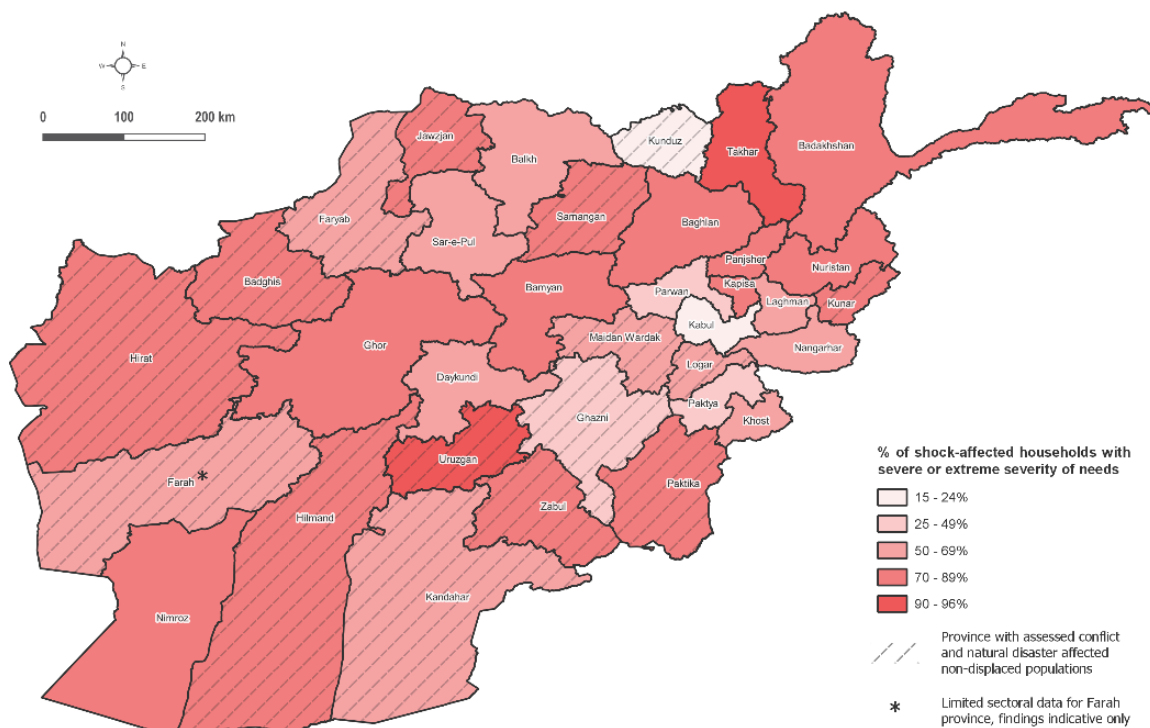 N
W E
S
0 100 200 km
Jawzjan
Balkh
Kunduz
Takhar
Badakhshan
Faryab
Sar-e-Pul
Samangan
Baghlan
Panjsher
Nuristan
Badghis
Bamyan
Parwan
Kapisa
Laghman
Kunar
Kabul
Hirat
Ghor
Maidan Wardak
Nangarhar
Logar
Daykundi
Paktya
Ghazni
Khost
Uruzgan
Farah *
Paktika
Zabul
Hilmand
Kandahar
Nimroz
% of shock-affected households with
severe or extreme severity of needs
15 - 24%
25 - 49%
50 - 69%
70 - 89%
90 - 96%
Province with assessed conflict
and natural disaster affected
non-displaced populations
* Limited sectoral data for Farah
province, findings indicative only